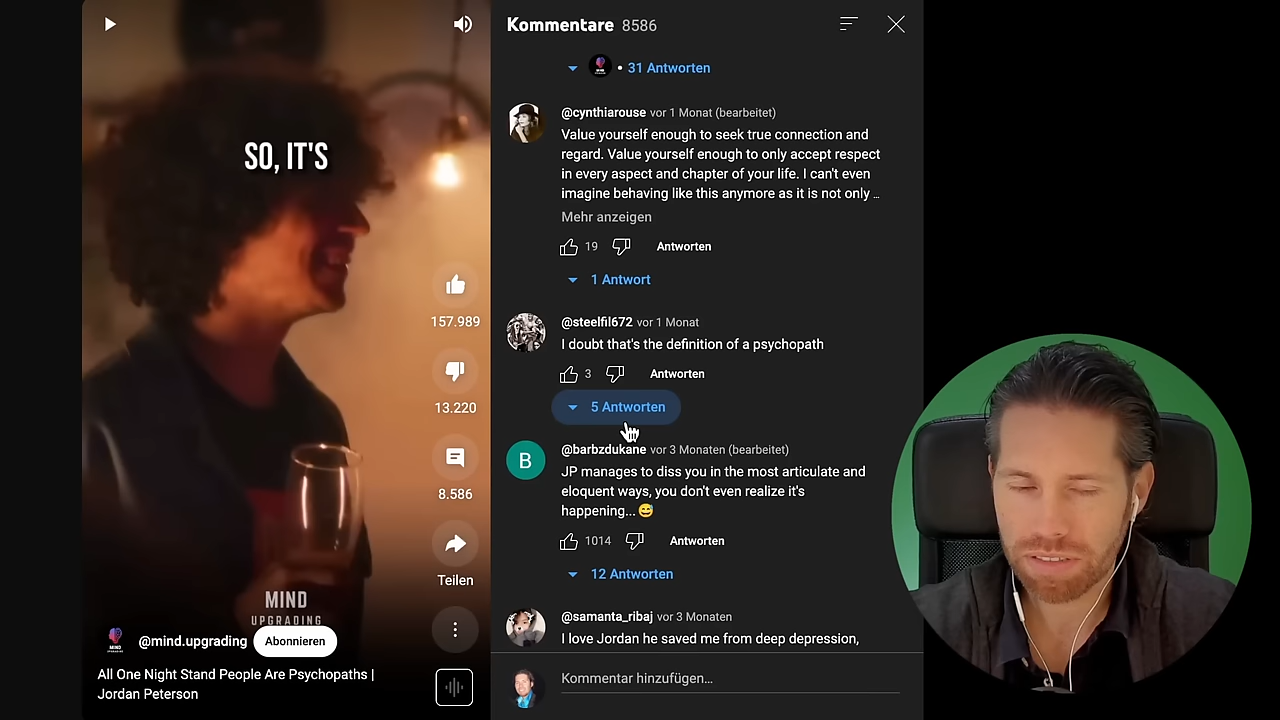 SO, IT'S
157.989
13.220
8.586
Teilen
MIND
UPGRADING
@mind.upgrading
Abonnieren
All One Night Stand People Are Psychopaths |
Jordan Peterson
Kommentare 8586
31 Antworten
@cynthiarouse vor 1 Monat (bearbeitet)
Value yourself enough to seek true connection and
regard. Value yourself enough to only accept respect
in every aspect and chapter of your life. I can't even
imagine behaving like this anymore as it is not only ...
Mehr anzeigen
19 Antworten
1 Antwort
@steelfil672 vor 1 Monat
I doubt that's the definition of a psychopath
3 Antworten
5 Antworten
@barbzdukane vor 3 Monaten (bearbeitet)
JP manages to diss you in the most articulate and
eloquent ways, you don't even realize it's
happening...😅
1014 Antworten
12 Antworten
B
@samanta_ribaj vor 3 Monaten
I love Jordan he saved me from deep depression,
Kommentar hinzufügen...